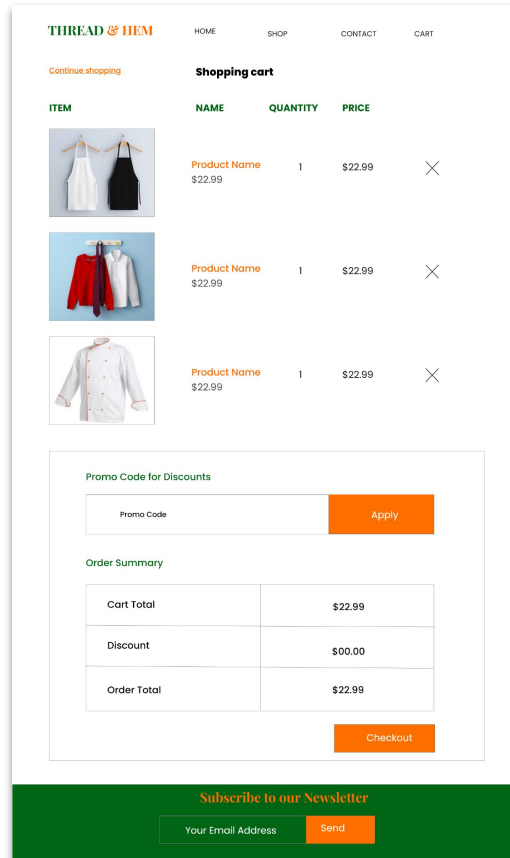 THREAD & HEM HOME SHOP CONTACT CART
Continue shopping Shopping cart
ITEM NAME QUANTITY PRICE
Product Name 1 $22.99
$22.99
Product Name 1 $22.99
$22.99
Product Name 1 $22.99
$22.99
Promo Code for Discounts
Promo Code Apply
Order Summary
Cart Total $22.99
Discount $00.00
Order Total $22.99
Checkout
Subscribe to our Newsletter
Your Email Address Send